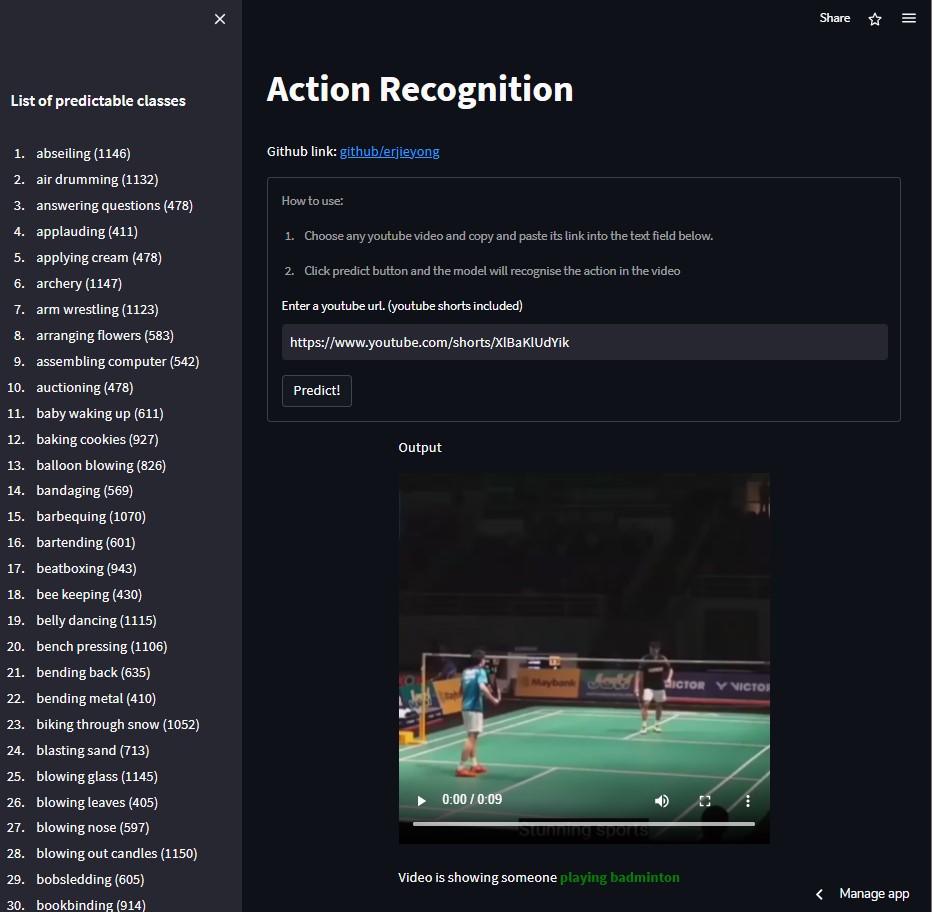 Share
List of predictable classes
1. abseiling (1146)
2. air drumming (1132)
3. answering questions (478)
4. applauding (411)
5. applying cream (478)
6. archery (1147)
7. arm wrestling (1123)
8. arranging flowers (583)
9. assembling computer (542)
10. auctioning (478)
11. baby waking up (611)
12. baking cookies (927)
13. balloon blowing (826)
14. bandaging (569)
15. barbequing (1070)
16. bartending (601)
17. beatboxing (943)
18. bee keeping (430)
19. belly dancing (1115)
20. bench pressing (1106)
21. bending back (635)
22. bending metal (410)
23. biking through snow (1052)
24. blasting sand (713)
25. blowing glass (1145)
26. blowing leaves (405)
27. blowing nose (597)
28. blowing out candles (1150)
29. bobsledding (605)
30. bookbinding (914)
Action Recognition
Github link: github/erjieyong
How to use:
1. Choose any youtube video and copy and paste its link into the text field below.
2. Click predict button and the model will recognise the action in the video
Enter a youtube url. (youtube shorts included)
https://www.youtube.com/shorts/XlBaKlUdYik
Predict!
Output
Maybank
VICTOR
VICTOR
0:00 / 0:09
Stunning sports
Video is showing someone playing badminton
Manage app